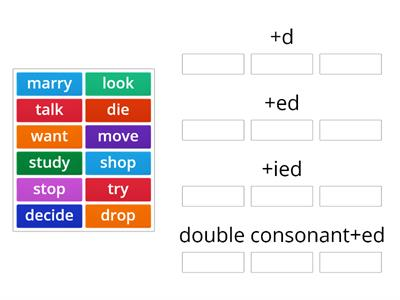 marry look
talk die
want move
study shop
stop try
decide drop
+d
+ed
+ied
double consonant+ed